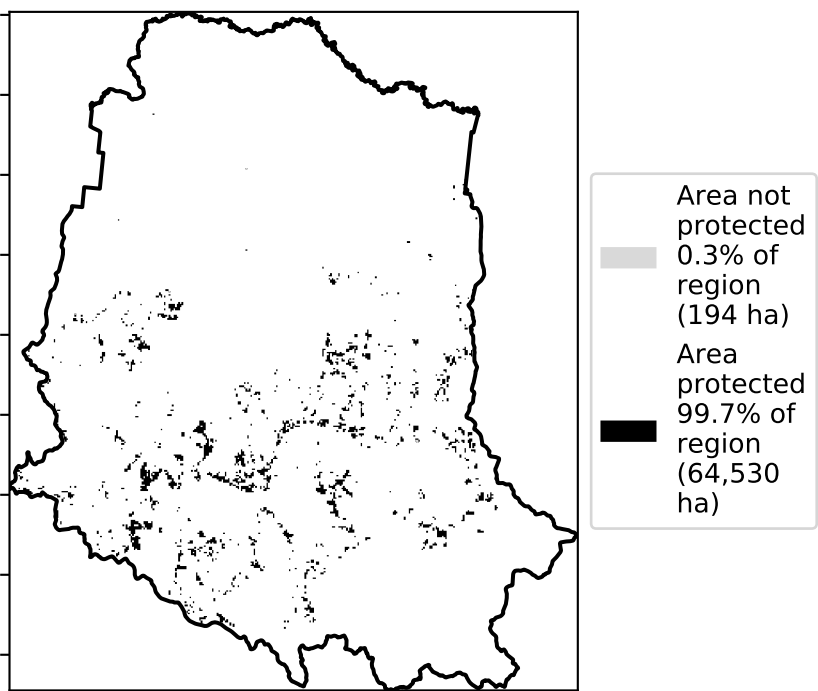 Area not
protected
0.3% of
region
(194 ha)
Area
protected
99.7% of
region
(64,530
ha)